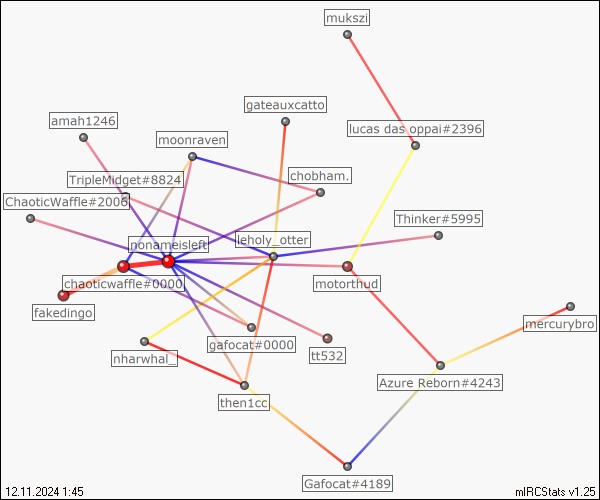 mukszi
gateauxcatto
amah1246
lucas das oppai#2396
moonraven
chobham.
TripleMidget#8824
ChaoticWaffle#2006
Thinker#5995
nonameisleft
leholy_otter
chaoticwaffle#0000
motorthud
fakedingo
mercurybro
gafocat#0000
nharwhal_
tt532
Azure Reborn#4243
then1cc
Gafocat#4189
12.11.2024 1:45
mIRCStats v1.25